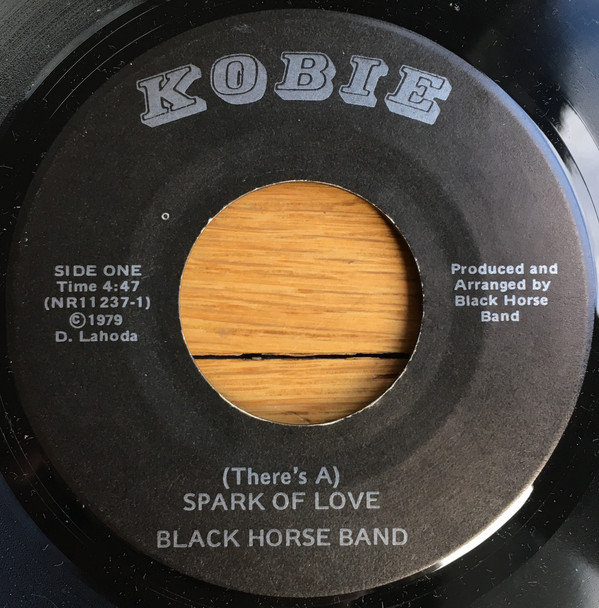 KOBIE
SIDE ONE
Time 4:47
(NR11237-1)
©1979
D. Lahoda
Produced and
Arranged by
Black Horse
Band
(There's A)
SPARK OF LOVE
BLACK HORSE BAND